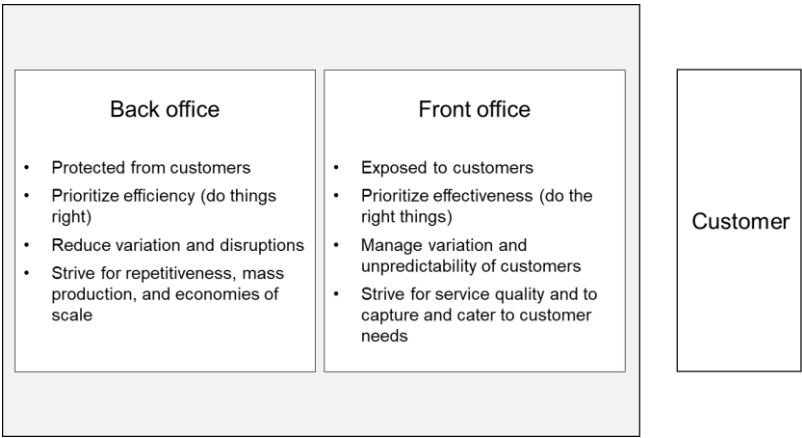 Back office
• Protected from customers
• Prioritize efficiency (do things
right)
• Reduce variation and disruptions
• Strive for repetitiveness, mass
production, and economies of
scale
Front office
• Exposed to customers
• Prioritize effectiveness (do the
right things)
• Manage variation and
unpredictability of customers
• Strive for service quality and to
capture and cater to customer
needs
Customer